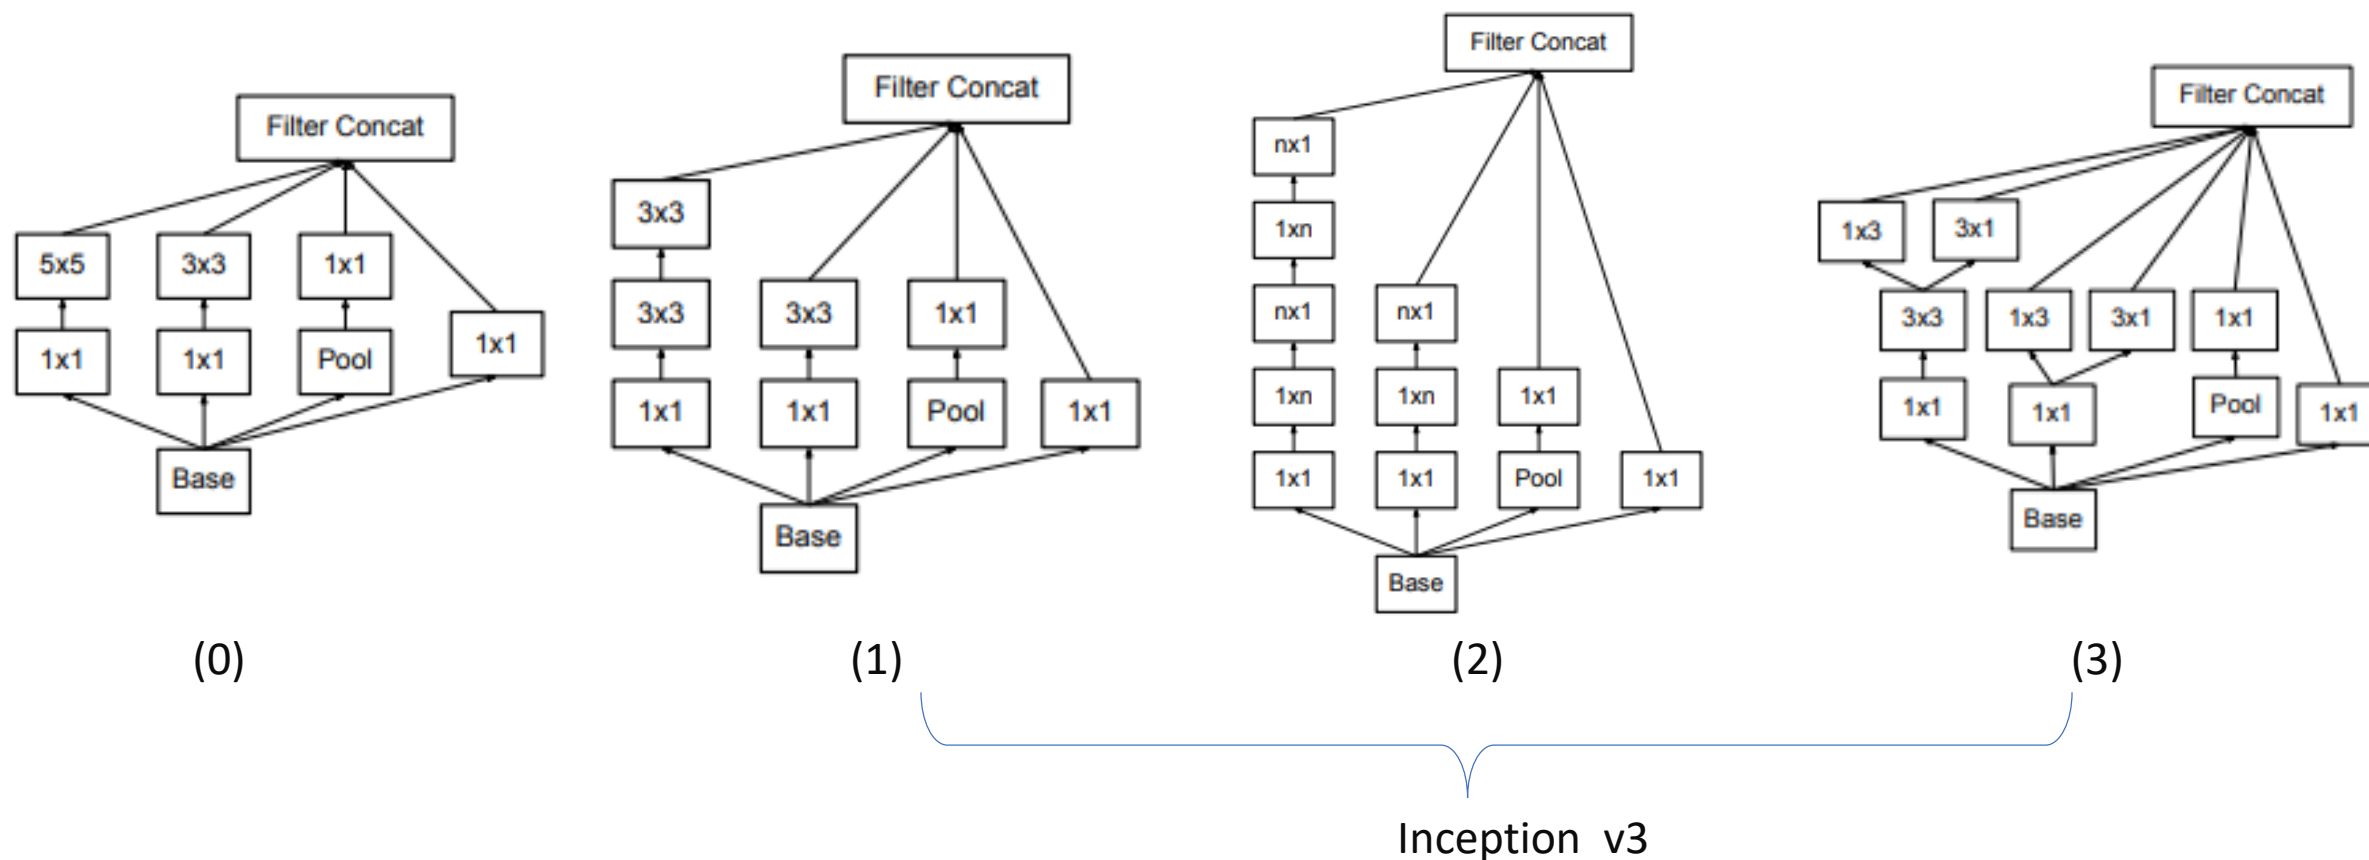 Filter Concat
5x5 3x3 1x1
1x1 1x1 Pool 1x1
Base
(0)
Filter Concat
3x3
3x3 3x3 1x1
1x1 1x1 Pool 1x1
Base
(1)
Filter Concat
nx1
1xn
nx1 nx1
1xn 1xn 1x1
1x1 1x1 Pool 1x1
Base
(2)
Filter Concat
1x3 3x1
3x3 1x3 3x1 1x1
1x1 1x1 Pool 1x1
Base
(3)
Inception v3